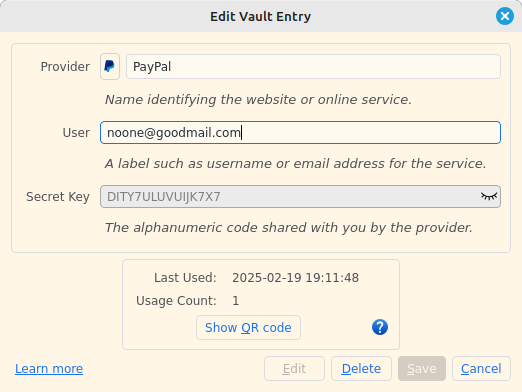 Edit Vault Entry
Provider PayPal
Name identifying the website or online service.
User noone@goodmail.com
A label such as username or email address for the service.
Secret Key DITY7ULUVUIJK7X7
The alphanumeric code shared with you by the provider.
Last Used: 2025-02-19 19:11:48
Usage Count: 1
Show QR code ?
Learn more Edit Delete Save Cancel